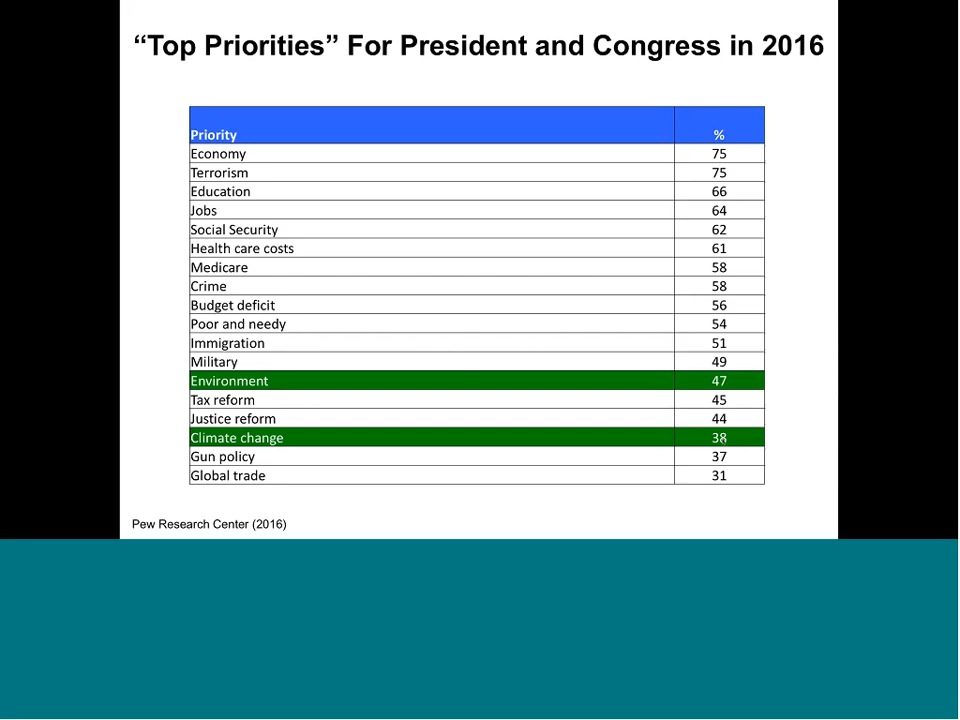 “Top Priorities” For President and Congress in 2016
Priority %
Economy 75
Terrorism 75
Education 66
Jobs 64
Social Security 62
Health care costs 61
Medicare 58
Crime 58
Budget deficit 56
Poor and needy 54
Immigration 51
Military 49
Environment 47
Tax reform 45
Justice reform 44
Climate change 38
Gun policy 37
Global trade 31
Pew Research Center (2016)